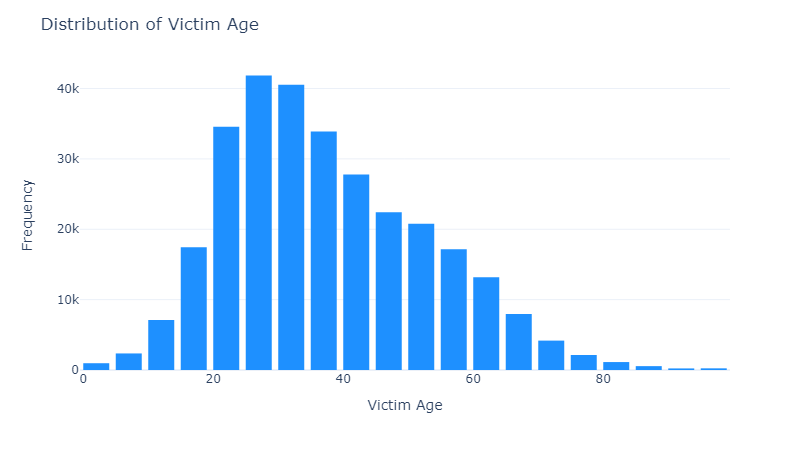 Distribution of Victim Age
40k
30k
20k
10k
0
0 20 40 60 80
Frequency
Victim Age